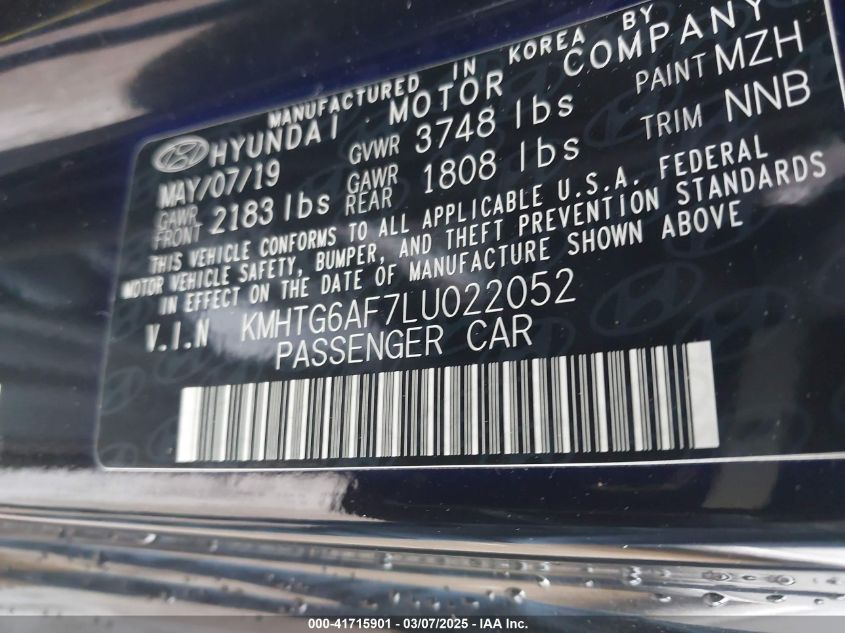 MANUFACTURED IN KOREA BY
HYUNDAI MOTOR COMPANY
MAY/07/19 GVWR 3748 lbs PAINT MZH
GAWR FRONT 2183 lbs GAWR REAR 1808 lbs TRIM NNB
THIS VEHICLE CONFORMS TO ALL APPLICABLE U.S.A. FEDERAL
MOTOR VEHICLE SAFETY, BUMPER, AND THEFT PREVENTION STANDARDS
IN EFFECT ON THE DATE OF MANUFACTURE SHOWN ABOVE
V.I.N KMHTG6AF7LU022052
PASSENGER CAR
000-41715901 - 03/07/2025 - IAA Inc.